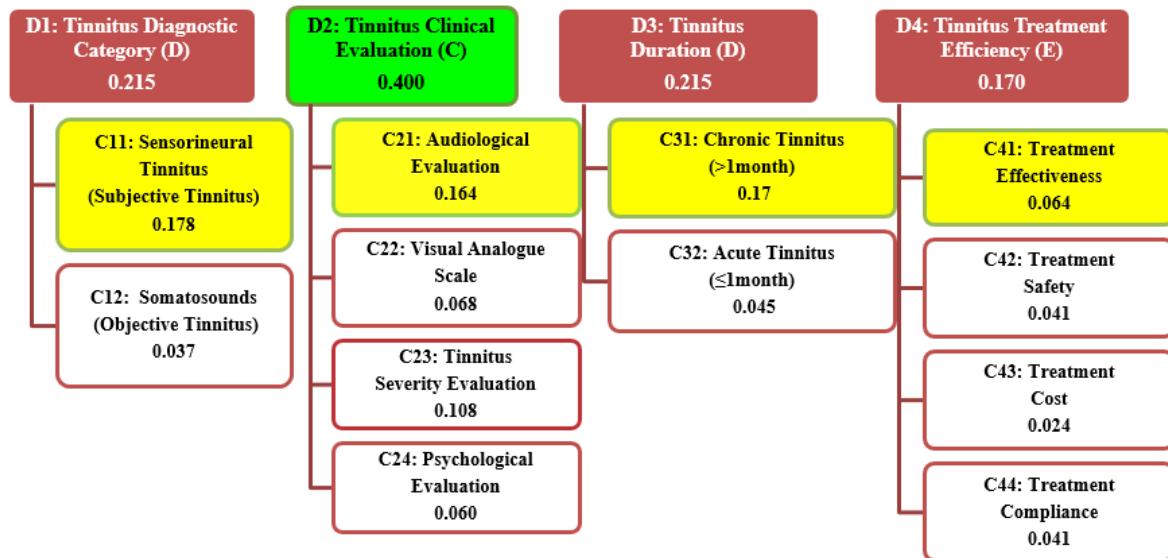 D1: Tinnitus Diagnostic
Category (D)
0.215
C11: Sensorineural
Tinnitus
(Subjective Tinnitus)
0.178
C12: Somatosounds
(Objective Tinnitus)
0.037
D2: Tinnitus Clinical
Evaluation (C)
0.400
C21: Audiological
Evaluation
0.164
C22: Visual Analogue
Scale
0.068
C23: Tinnitus
Severity Evaluation
0.108
C24: Psychological
Evaluation
0.060
D3: Tinnitus
Duration (D)
0.215
C31: Chronic Tinnitus
(>1month)
0.17
C32: Acute Tinnitus
(≤1month)
0.045
D4: Tinnitus Treatment
Efficiency (E)
0.170
C41: Treatment
Effectiveness
0.064
C42: Treatment
Safety
0.041
C43: Treatment
Cost
0.024
C44: Treatment
Compliance
0.041